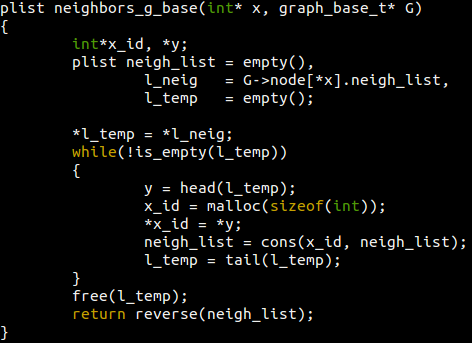 plist neighbors_g_base(int* x, graph_base_t* G)
{
        int*x_id, *y;
        plist neigh_list = empty(),
                l_neig   = G->node[*x].neigh_list,
                l_temp   = empty();

        *l_temp = *l_neig;
        while(!is_empty(l_temp))
        {
                y = head(l_temp);
                x_id = malloc(sizeof(int));
                *x_id = *y;
                neigh_list = cons(x_id, neigh_list);
                l_temp = tail(l_temp);
        }
        free(l_temp);
        return reverse(neigh_list);
}